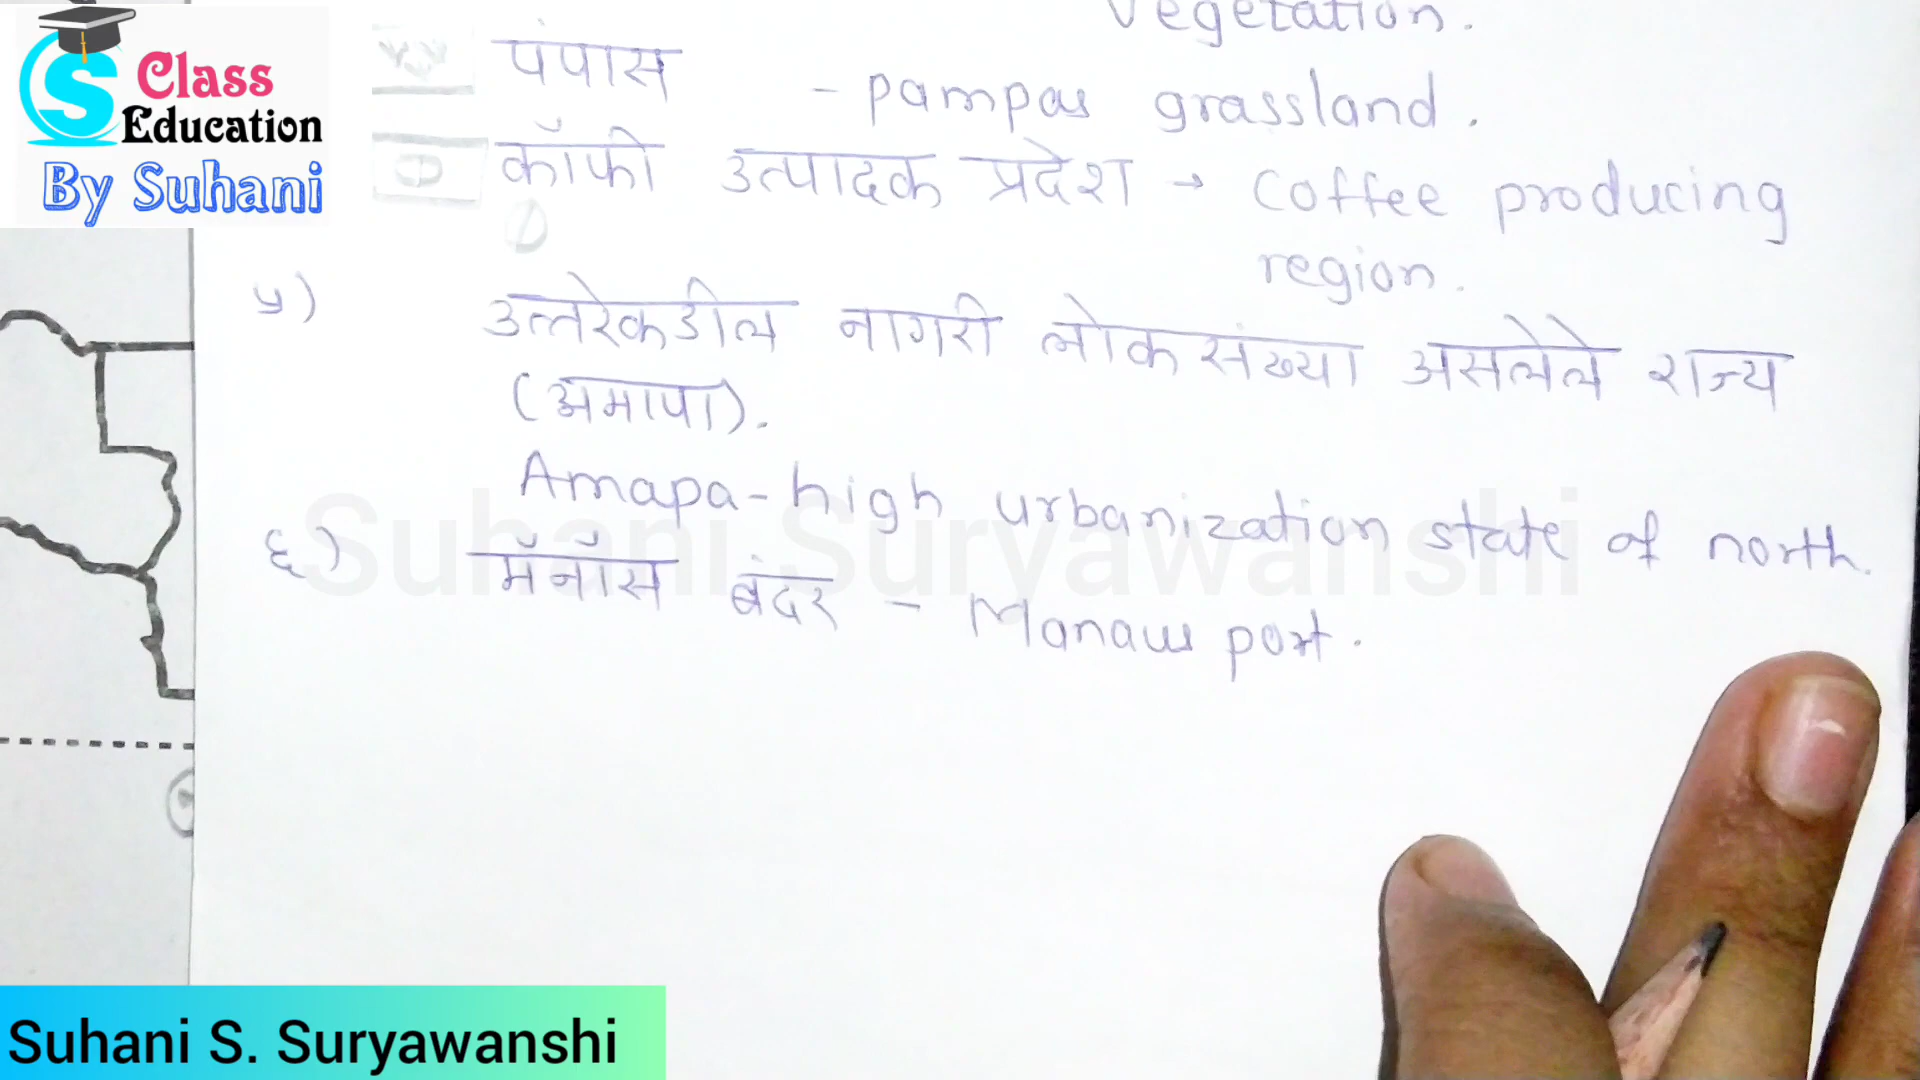 Class
Education
By Suhani
vegetation.
पंपास - pampas grassland.
कॉफी उत्पादक प्रदेश → Coffee producing
region.
५) उत्तरेकडील नागरी लोकसंख्या असलेले राज्य
(अमापा).
Amapa-high urbanization state of north.
६) मॅनॉस बंदर - Manaus port.
Suhani Suryawanshi
Suhani S. Suryawanshi